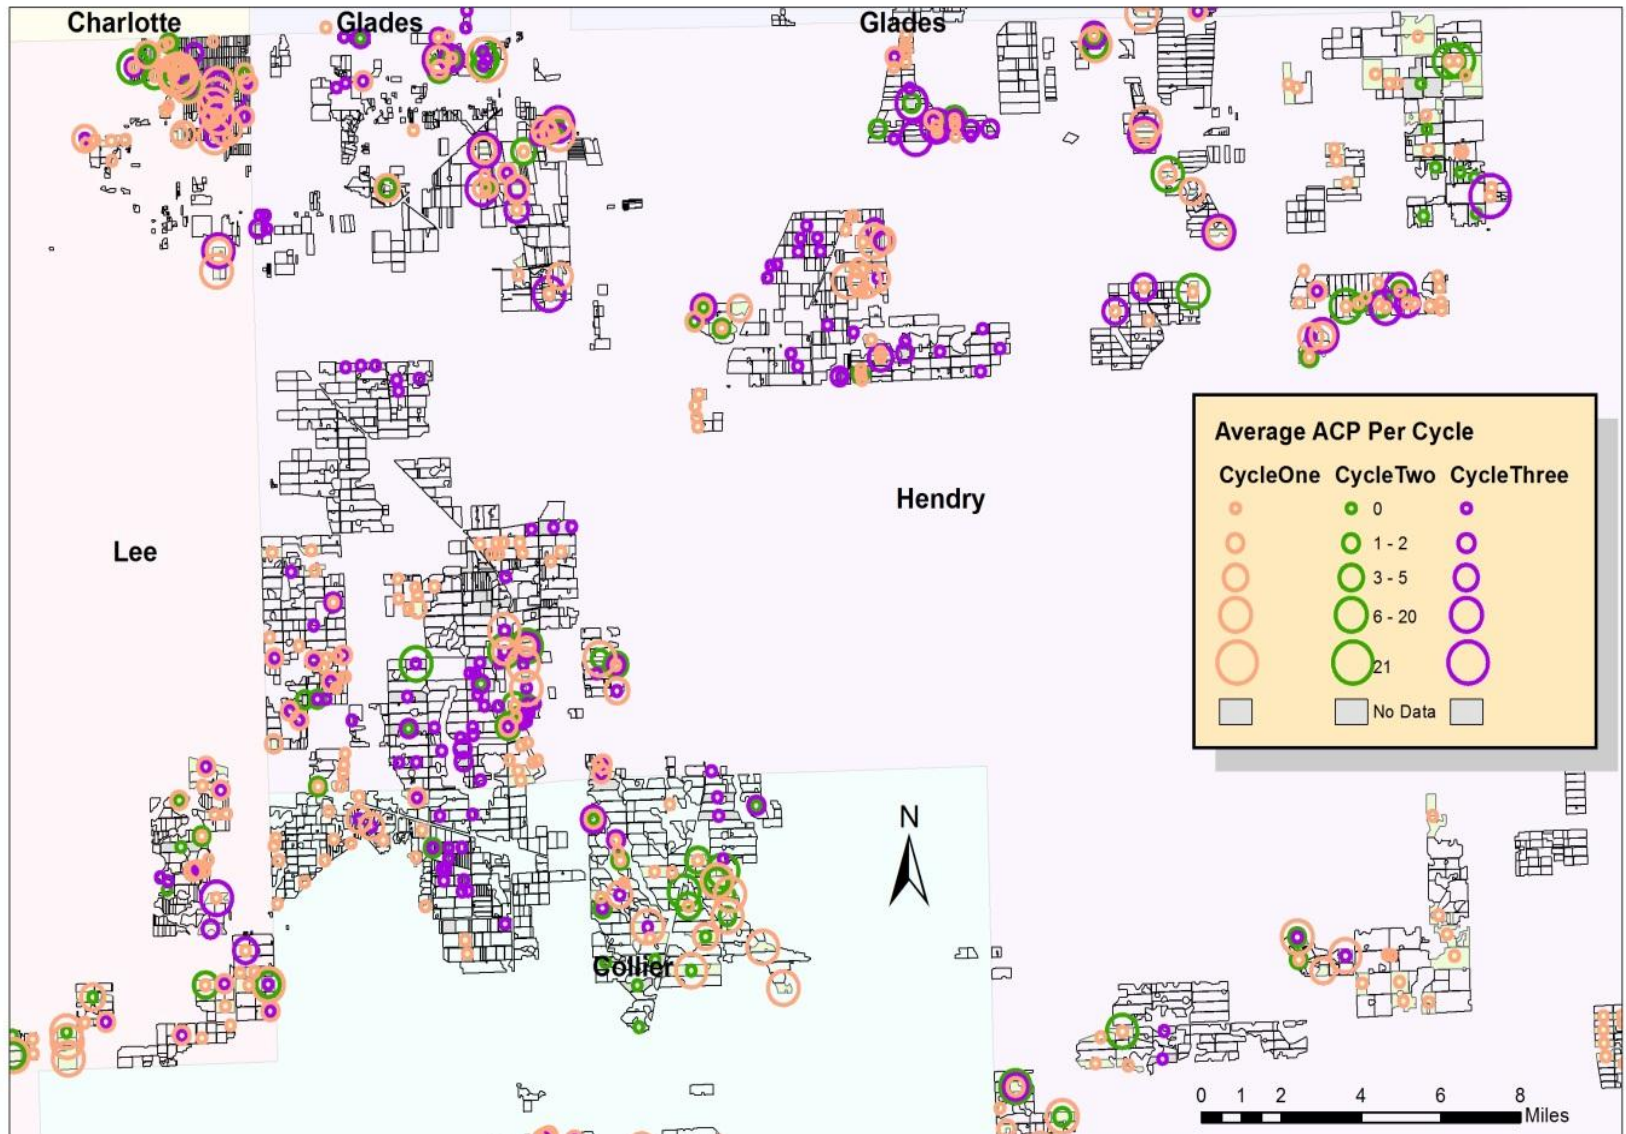 Charlotte Glades Glades
Average ACP Per Cycle
CycleOne CycleTwo CycleThree
0
1 - 2
3 - 5
6 - 20
21
No Data
Hendry
Lee
N
Collier
0 1 2 4 6 8
Miles